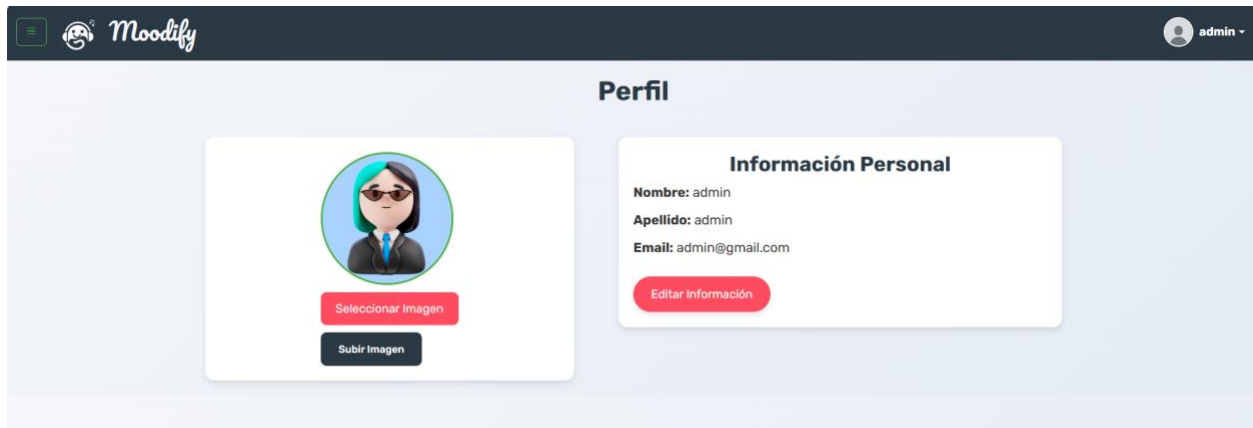 Moodify
admin
Perfil
Seleccionar Imagen
Subir Imagen
Información Personal
Nombre: admin
Apellido: admin
Email: admin@gmail.com
Editar Información